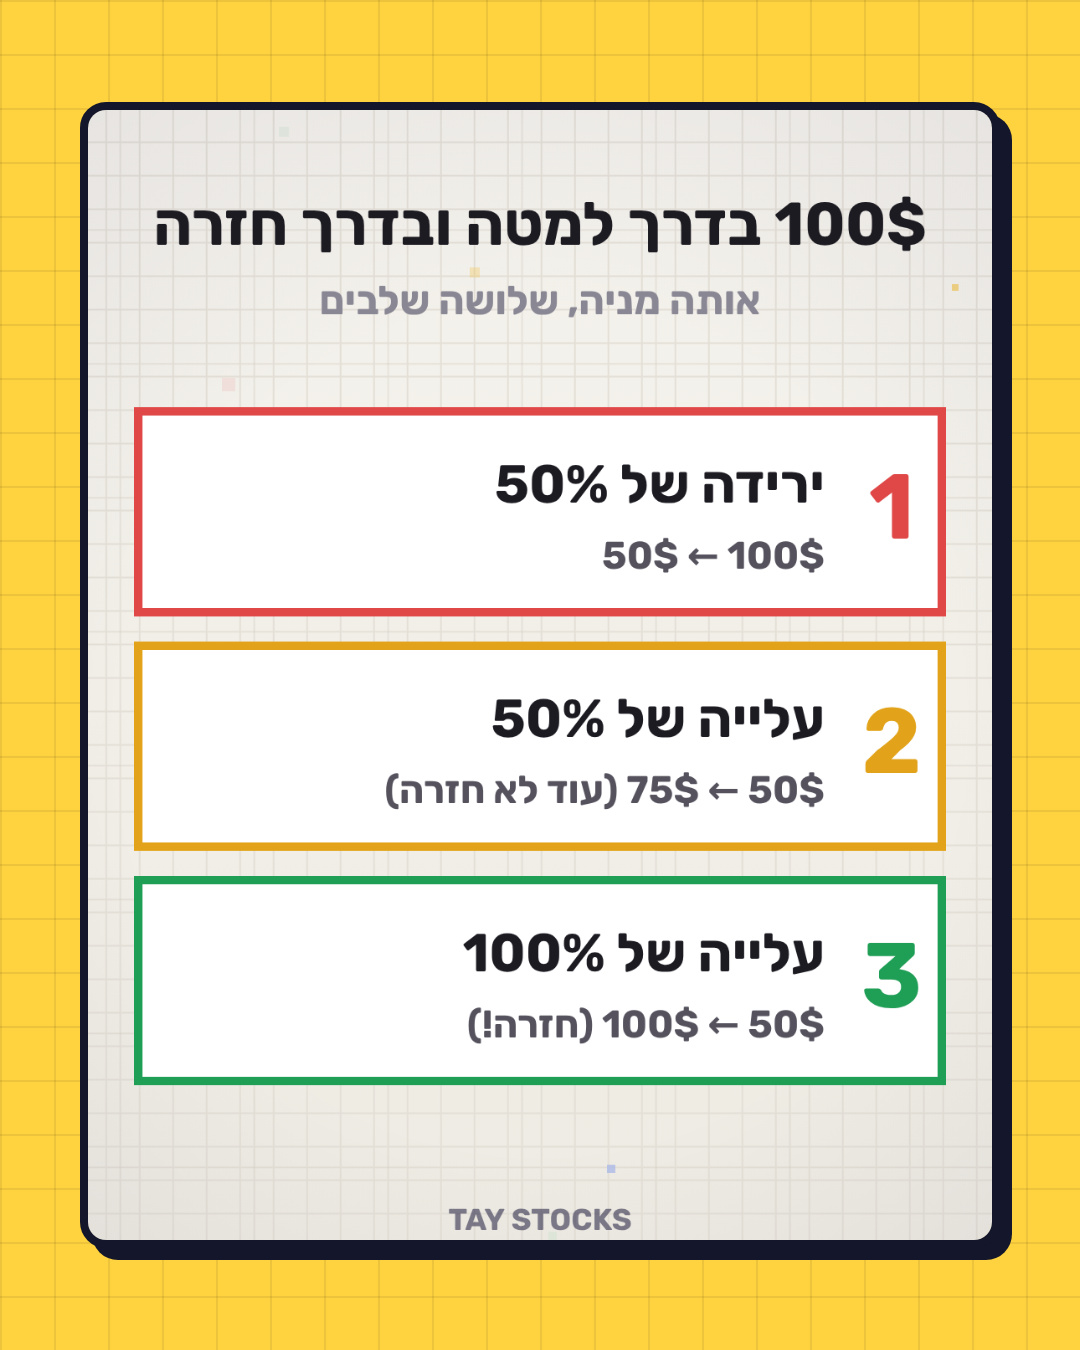 100$ בדרך למטה ובדרך חזרה
אותה מניה, שלושה שלבים
1
ירידה של 50%
100$ ← 50$
2
עלייה של 50%
50$ ← 75$ (עוד לא חזרה)
3
עלייה של 100%
50$ ← 100$ (חזרה!)
TAY STOCKS